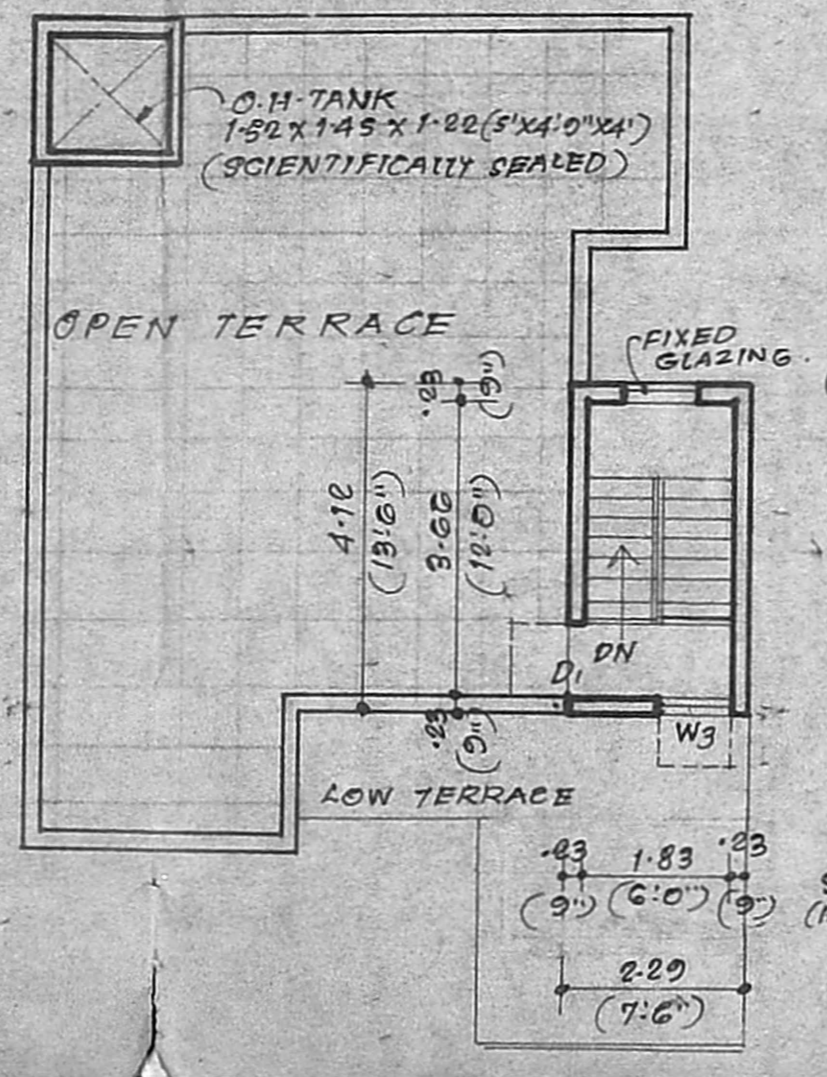 O.H-TANK
1.52 X 1.45 X 1.22 (5'X4'.9"X4')
(SCIENTIFICALLY SEALED)
OPEN TERRACE
FIXED
GLAZING.
.23
(9")
4.12
(13'.6")
3.66
(12'.0")
DN
D1
.23
(9")
W3
LOW TERRACE
.23 1.83 .23
(9") (6'.0") (9")
2.29
(7'.6")